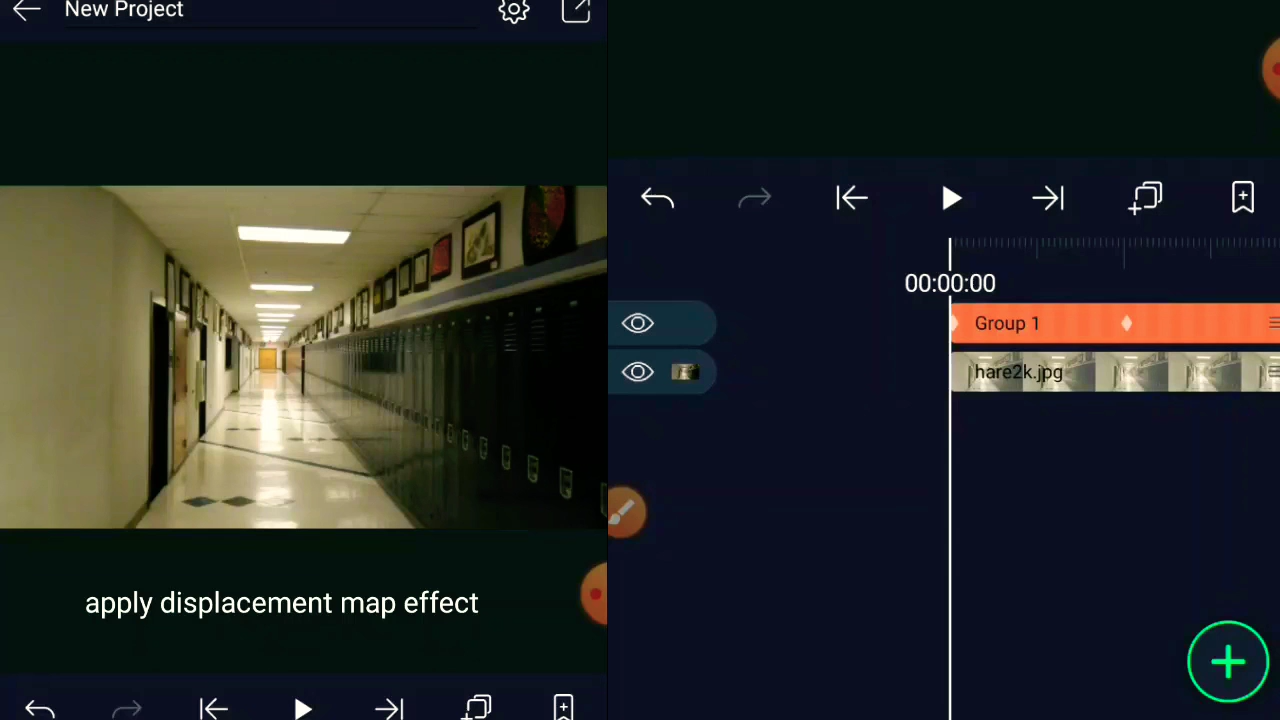 New Project
apply displacement map effect
00:00:00
Group 1
hare2k.jpg